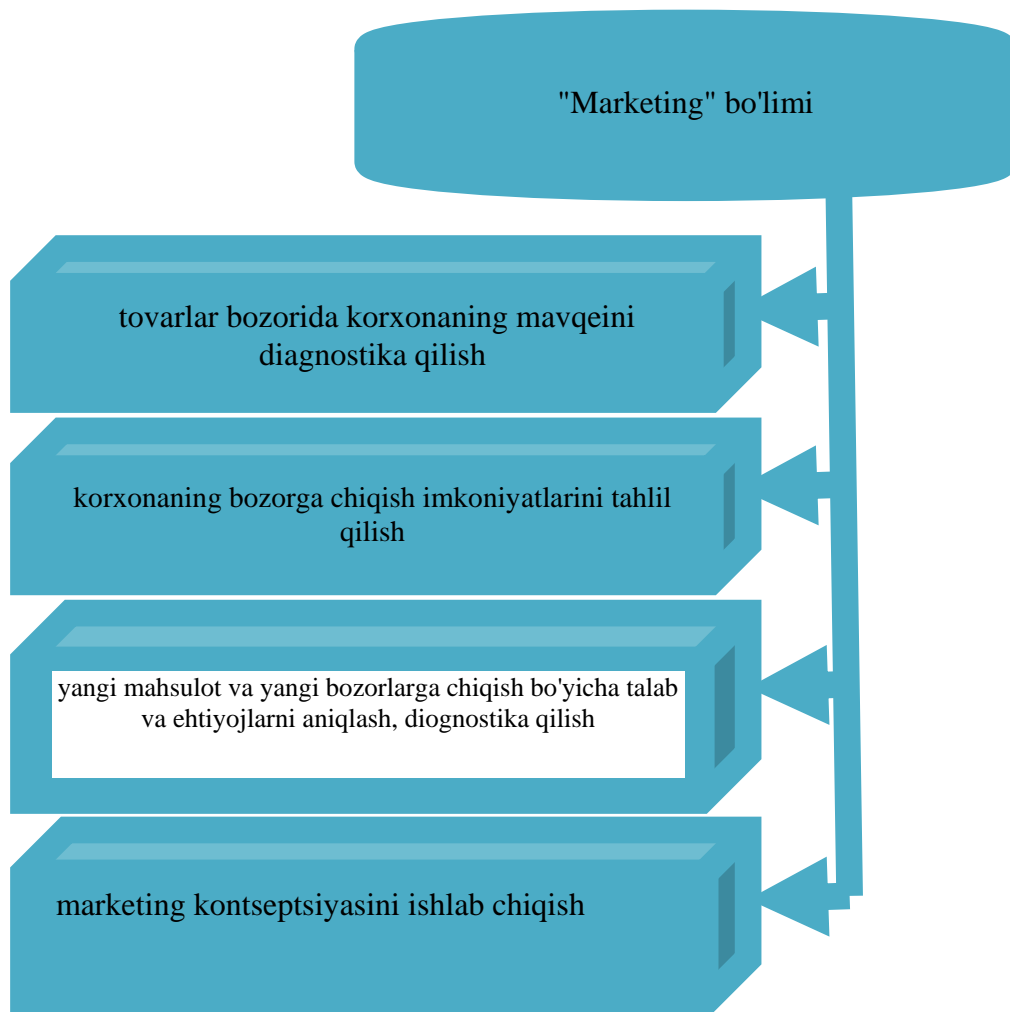 "Marketing" bo'limi
tovarlar bozorida korxonaning mavqeini
diagnostika qilish
korxonaning bozorga chiqish imkoniyatlarini tahlil
qilish
yangi mahsulot va yangi bozorlarga chiqish bo'yicha talab
va ehtiyojlarni aniqlash, diognostika qilish
marketing kontseptsiyasini ishlab chiqish